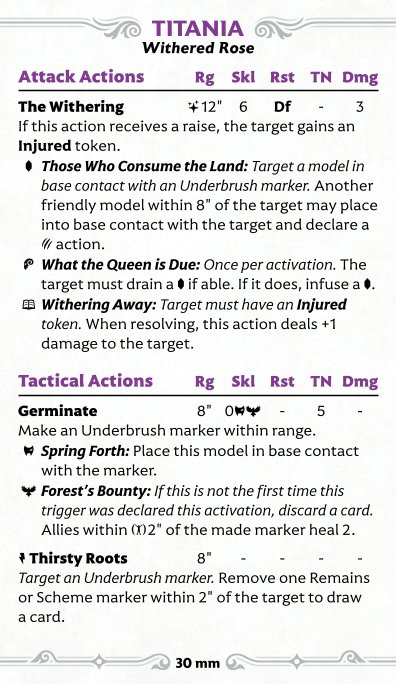 TITANIA
Withered Rose
Attack Actions Rg Skl Rst TN Dmg
The Withering 12" 6 Df - 3
If this action receives a raise, the target gains an
Injured token.
Those Who Consume the Land: Target a model in
base contact with an Underbrush marker. Another
friendly model within 8" of the target may place
into base contact with the target and declare a
action.
What the Queen is Due: Once per activation. The
target must drain a if able. If it does, infuse a .
Withering Away: Target must have an Injured
token. When resolving, this action deals +1
damage to the target.
Tactical Actions Rg Skl Rst TN Dmg
Germinate 8" 0 - 5 -
Make an Underbrush marker within range.
Spring Forth: Place this model in base contact
with the marker.
Forest's Bounty: If this is not the first time this
trigger was declared this activation, discard a card.
Allies within 2" of the made marker heal 2.
Thirsty Roots 8" - - - -
Target an Underbrush marker. Remove one Remains
or Scheme marker within 2" of the target to draw
a card.
30 mm